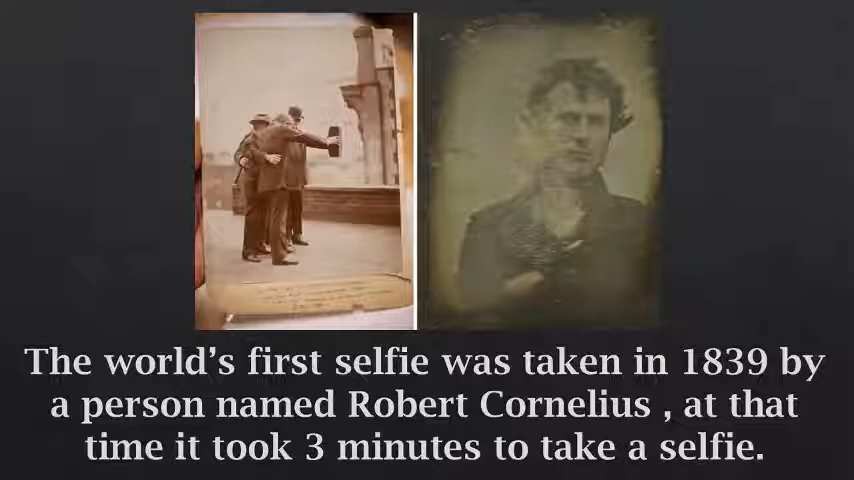 The world's first selfie was taken in 1839 by
a person named Robert Cornelius , at that
time it took 3 minutes to take a selfie.